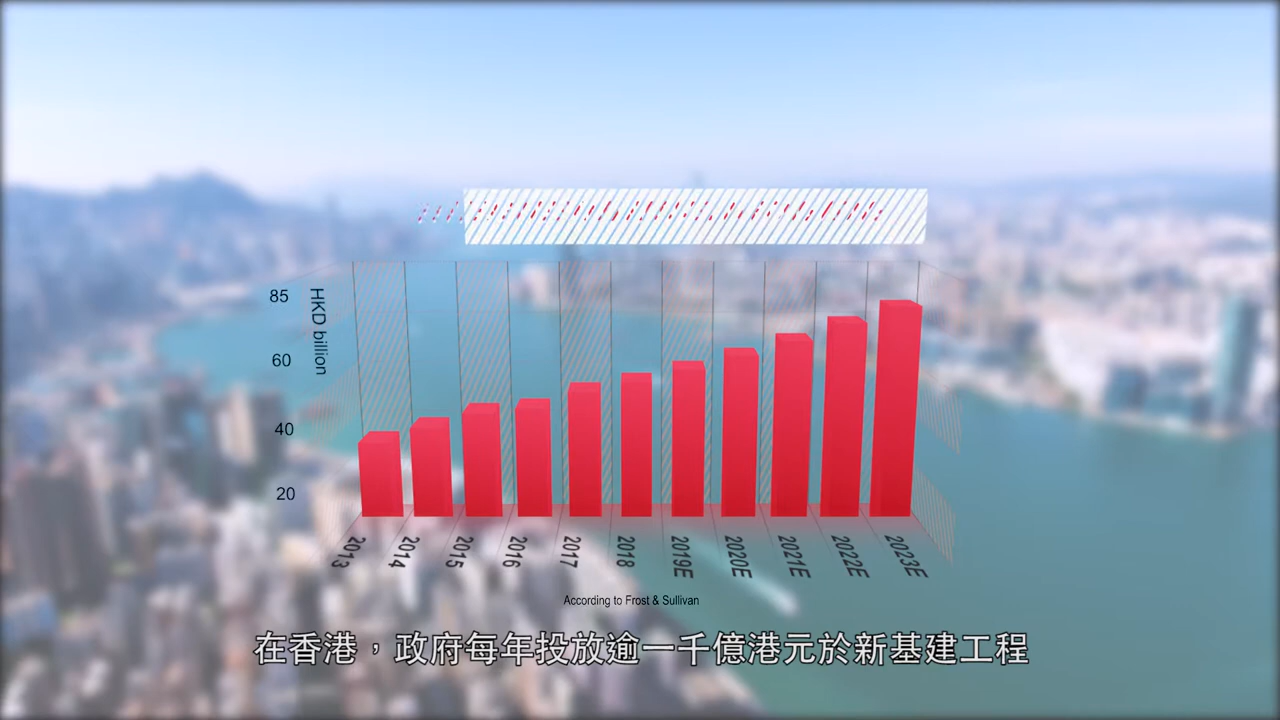 85
HKD billion
60
40
20
2013
2014
2015
2016
2017
2018
2019E
2020E
2021E
2022E
2023E
According to Frost & Sullivan
在香港，政府每年投放逾一千億港元於新基建工程